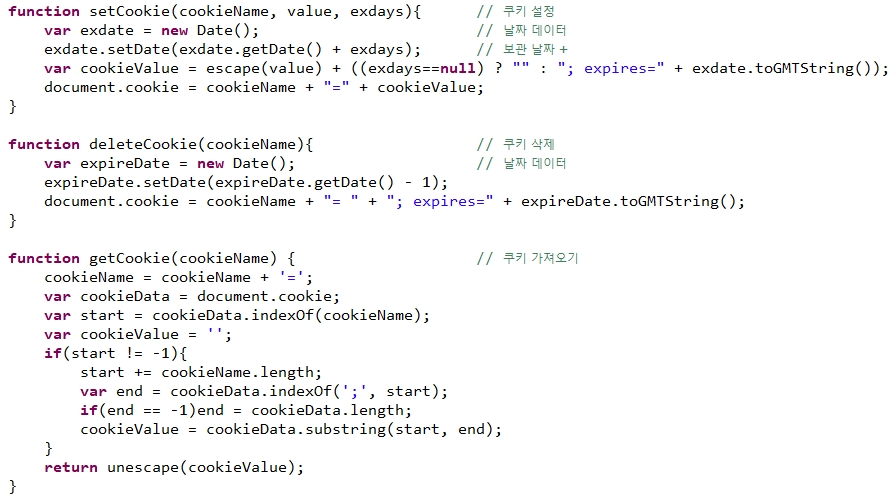 function setCookie(cookieName, value, exdays){ // 쿠키 설정
var exdate = new Date(); // 날짜 데이터
exdate.setDate(exdate.getDate() + exdays); // 보관 날짜 +
var cookieValue = escape(value) + ((exdays==null) ? "" : "; expires=" + exdate.toGMTString());
document.cookie = cookieName + "=" + cookieValue;
}
function deleteCookie(cookieName){ // 쿠키 삭제
var expireDate = new Date(); // 날짜 데이터
expireDate.setDate(expireDate.getDate() - 1);
document.cookie = cookieName + "= " + "; expires=" + expireDate.toGMTString();
}
function getCookie(cookieName) { // 쿠키 가져오기
cookieName = cookieName + '=';
var cookieData = document.cookie;
var start = cookieData.indexOf(cookieName);
var cookieValue = '';
if(start != -1){
start += cookieName.length;
var end = cookieData.indexOf(';', start);
if(end == -1)end = cookieData.length;
cookieValue = cookieData.substring(start, end);
}
return unescape(cookieValue);
}